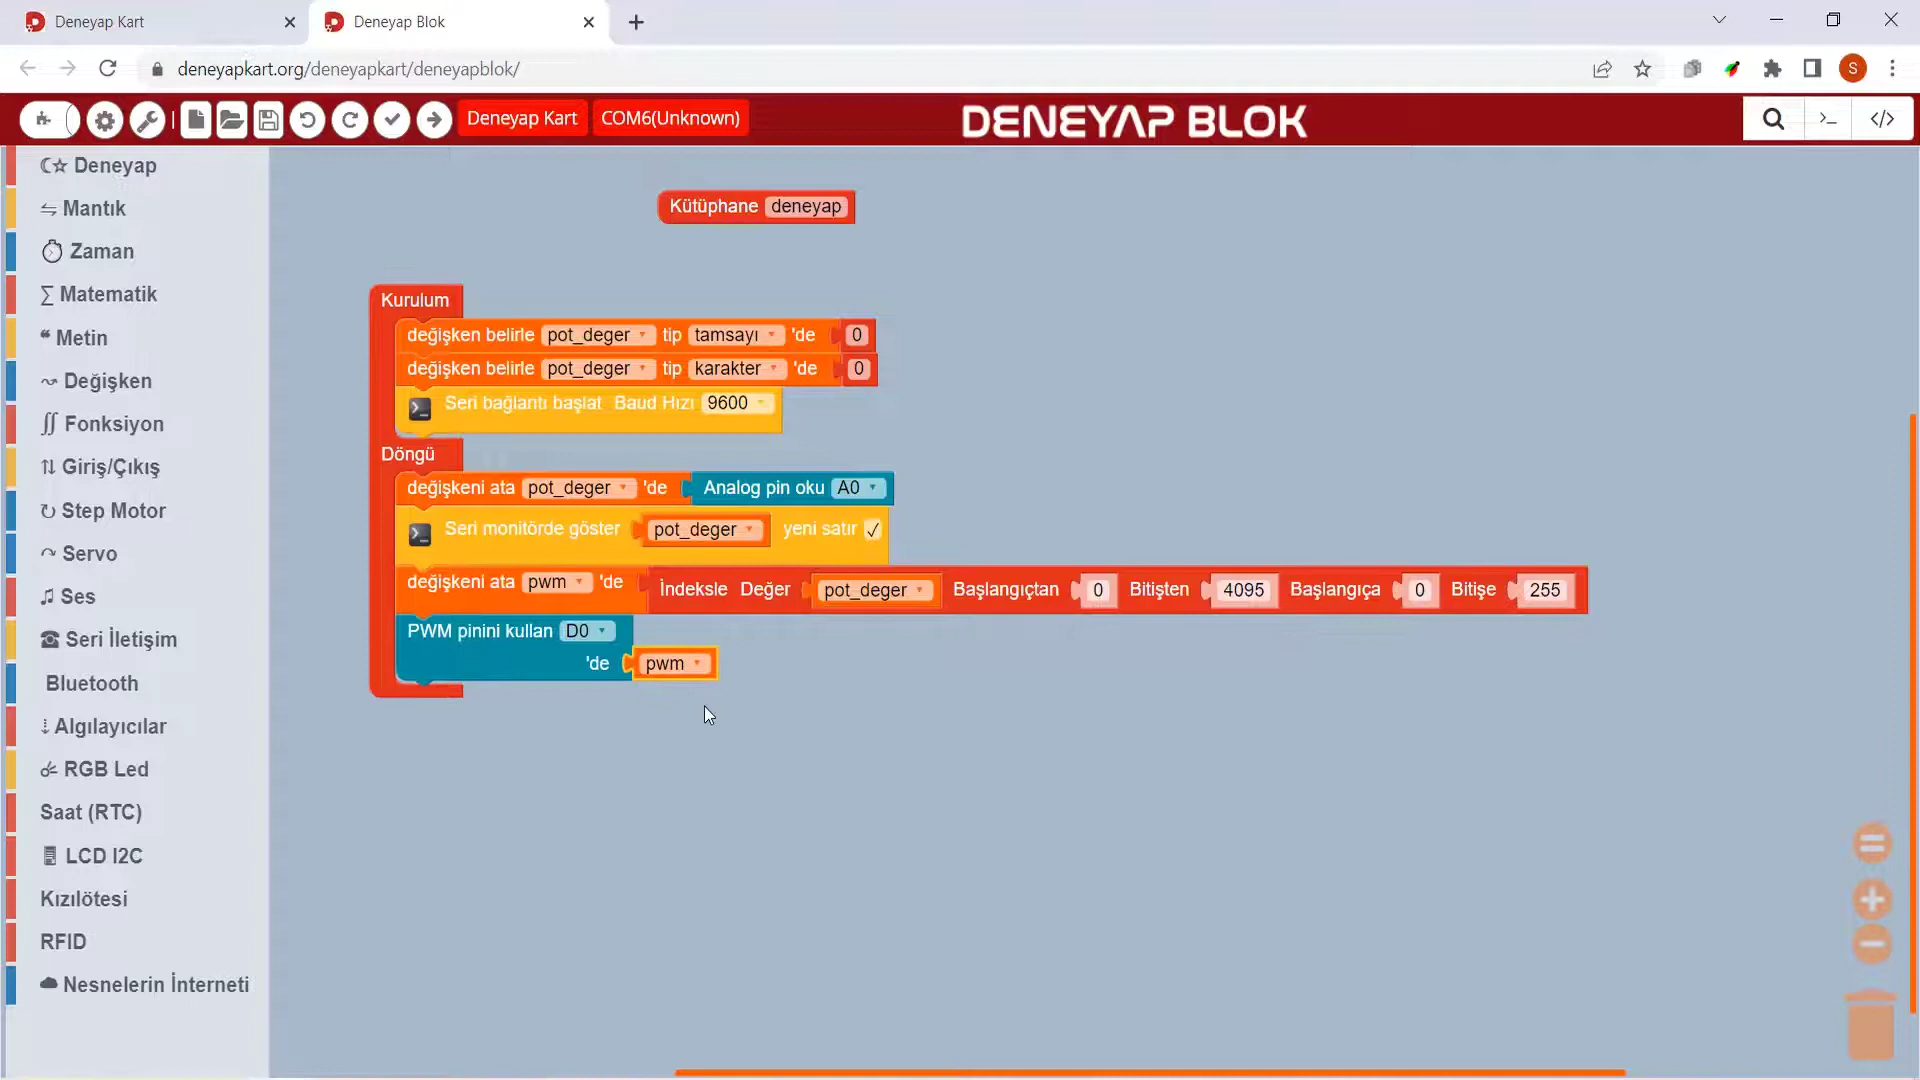 Deneyap Kart
Deneyap Blok
deneyapkart.org/deneyapkart/deneyapblok/
S
Deneyap Kart COM6(Unknown)
DENEYAP BLOK
Deneyap
Mantık
Zaman
Matematik
Metin
Değişken
Fonksiyon
Giriş/Çıkış
Step Motor
Servo
Ses
Seri İletişim
Bluetooth
Algılayıcılar
RGB Led
Saat (RTC)
LCD I2C
Kızılötesi
RFID
Nesnelerin İnterneti
Kütüphane deneyap
Kurulum
değişken belirle pot_deger tip tamsayı 'de 0
değişken belirle pot_deger tip karakter 'de 0
Seri bağlantı başlat Baud Hızı 9600
Döngü
değişkeni ata pot_deger 'de Analog pin oku A0
Seri monitörde göster pot_deger yeni satır ✓
değişkeni ata pwm 'de İndeksle Değer pot_deger Başlangıçtan 0 Bitişten 4095 Başlangıça 0 Bitişe 255
PWM pinini kullan D0
'de pwm